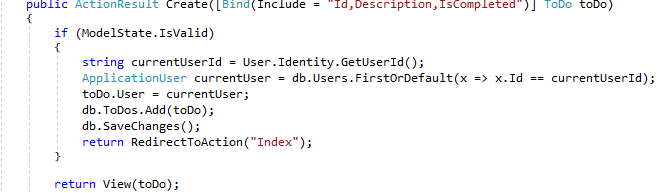 public ActionResult Create([Bind(Include = "Id,Description,IsCompleted")] ToDo toDo)
{
if (ModelState.IsValid)
{
string currentUserId = User.Identity.GetUserId();
ApplicationUser currentUser = db.Users.FirstOrDefault(x => x.Id == currentUserId);
toDo.User = currentUser;
db.ToDos.Add(toDo);
db.SaveChanges();
return RedirectToAction("Index");
}
return View(toDo);